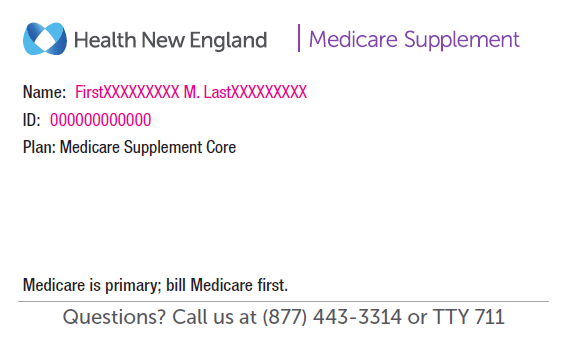 Health New England | Medicare Supplement
Name: FirstXXXXXXXXX M. LastXXXXXXXXX
ID: 000000000000
Plan: Medicare Supplement Core
Medicare is primary; bill Medicare first.
Questions? Call us at (877) 443-3314 or TTY 711